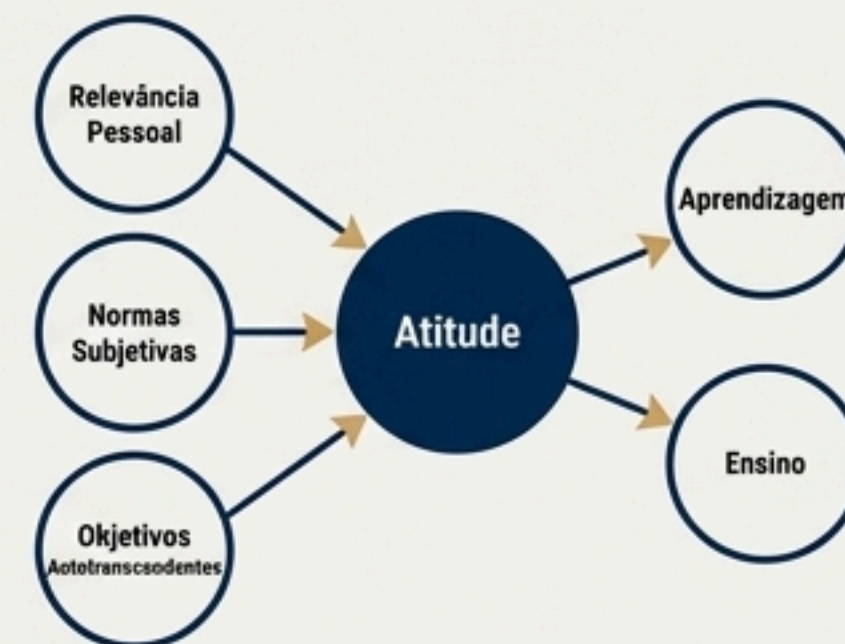 Relevância
Pessoal
Normas
Subjetivas
Okjetivos
Aototranscsodentes
Atitude
Aprendizagem
Ensino